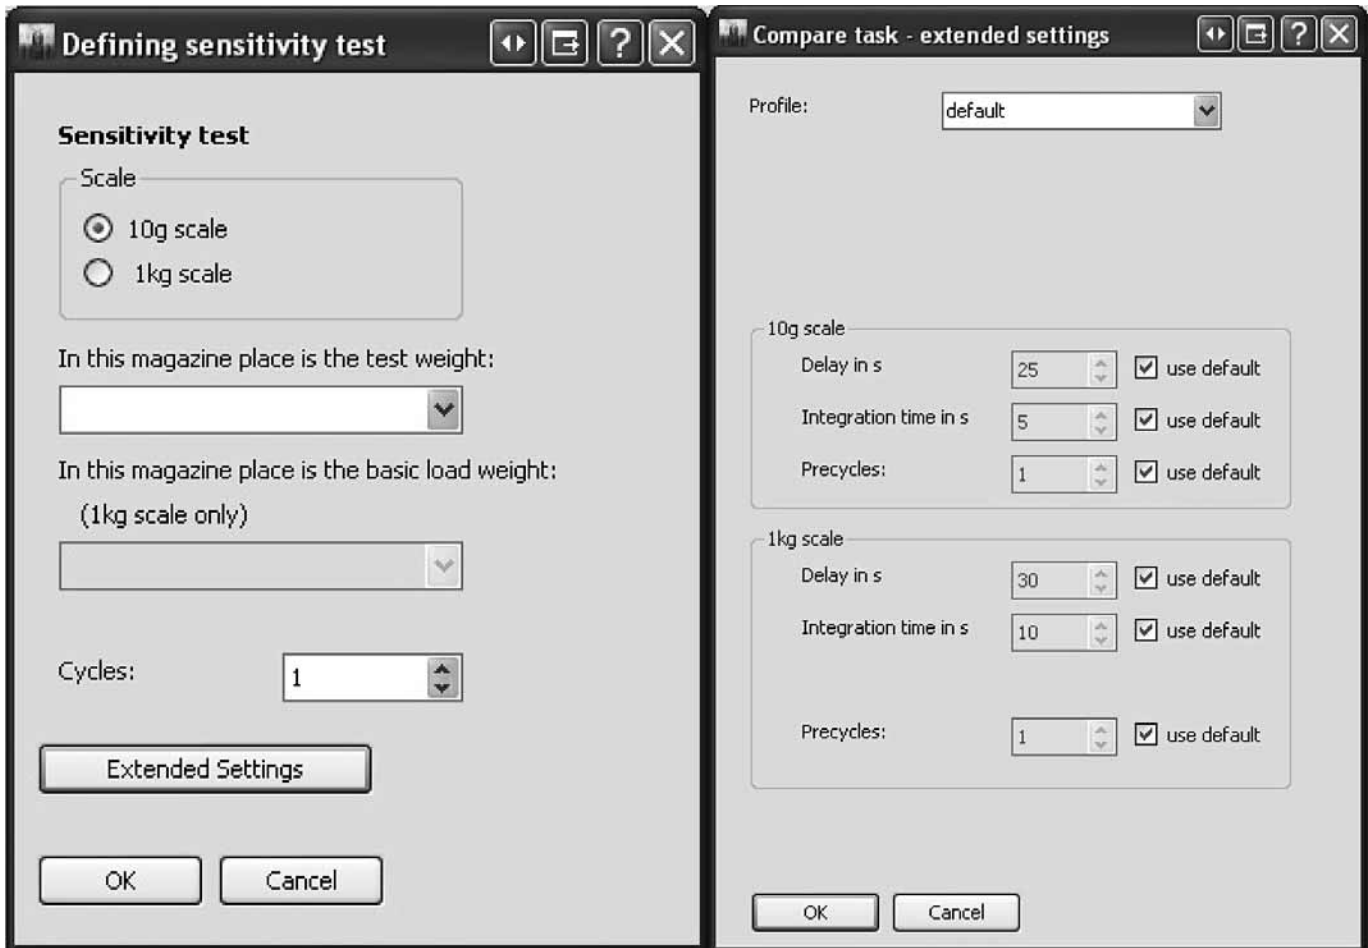 Defining sensitivity test
Sensitivity test
Scale
10g scale
1kg scale
In this magazine place is the test weight:
In this magazine place is the basic load weight:
(1kg scale only)
Cycles: 1
Extended Settings
OK Cancel
Compare task - extended settings
Profile: default
10g scale
Delay in s 25 use default
Integration time in s 5 use default
Precycles: 1 use default
1kg scale
Delay in s 30 use default
Integration time in s 10 use default
Precycles: 1 use default
OK Cancel